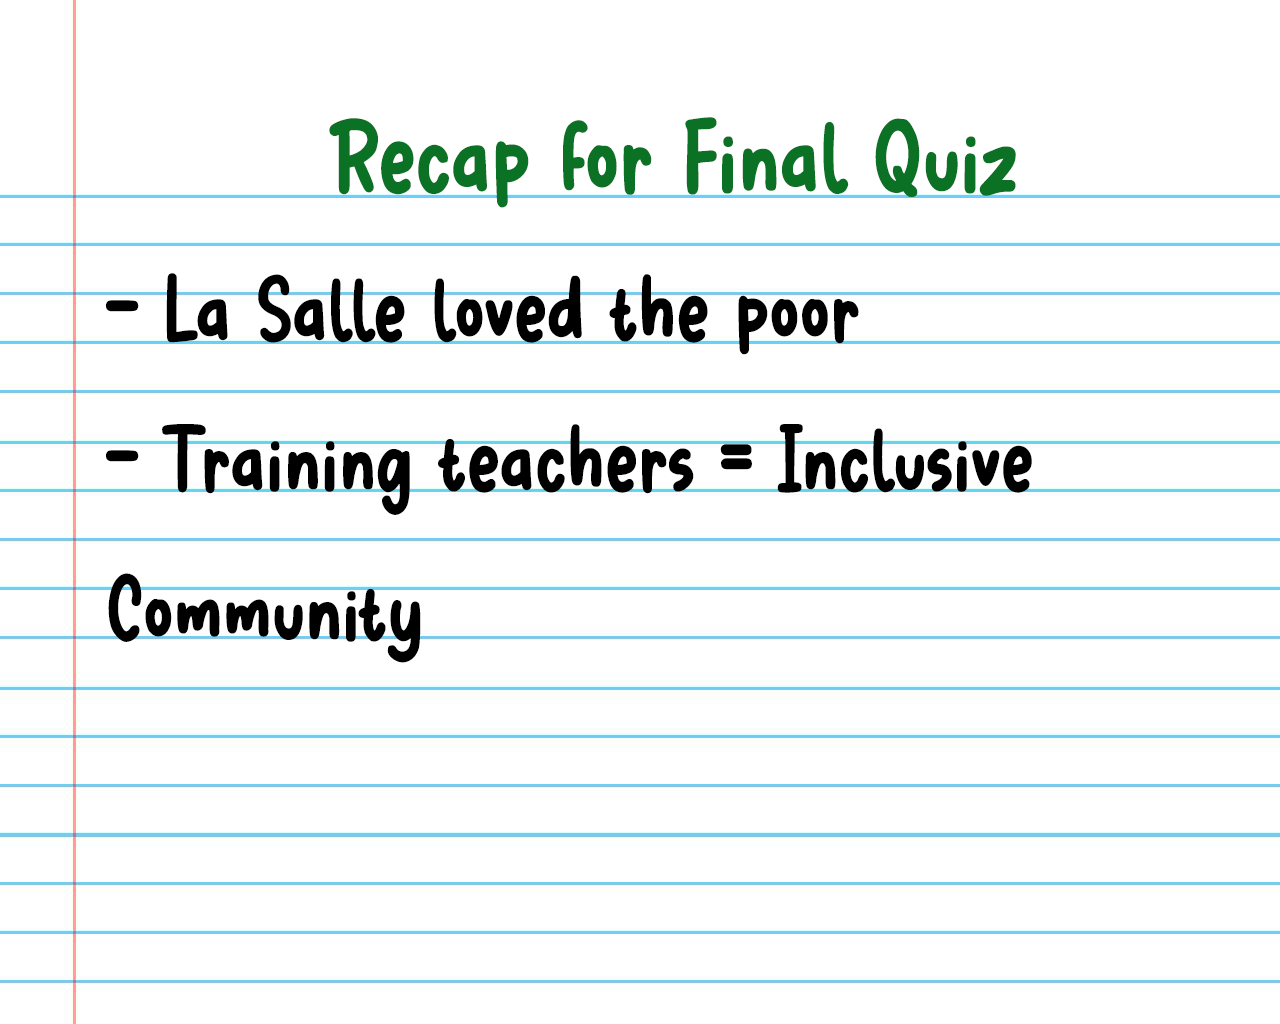 Recap for Final Quiz
- La Salle loved the poor
- Training teachers = Inclusive
Community